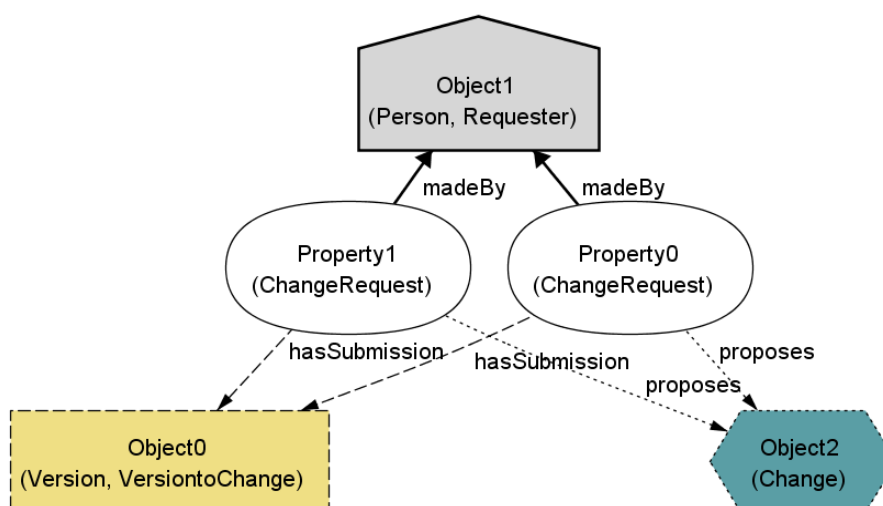 Object1
(Person, Requester)
madeBy
madeBy
Property1
(ChangeRequest)
Property0
(ChangeRequest)
hasSubmission
hasSubmission
proposes
proposes
Object0
(Version, VersiontoChange)
Object2
(Change)